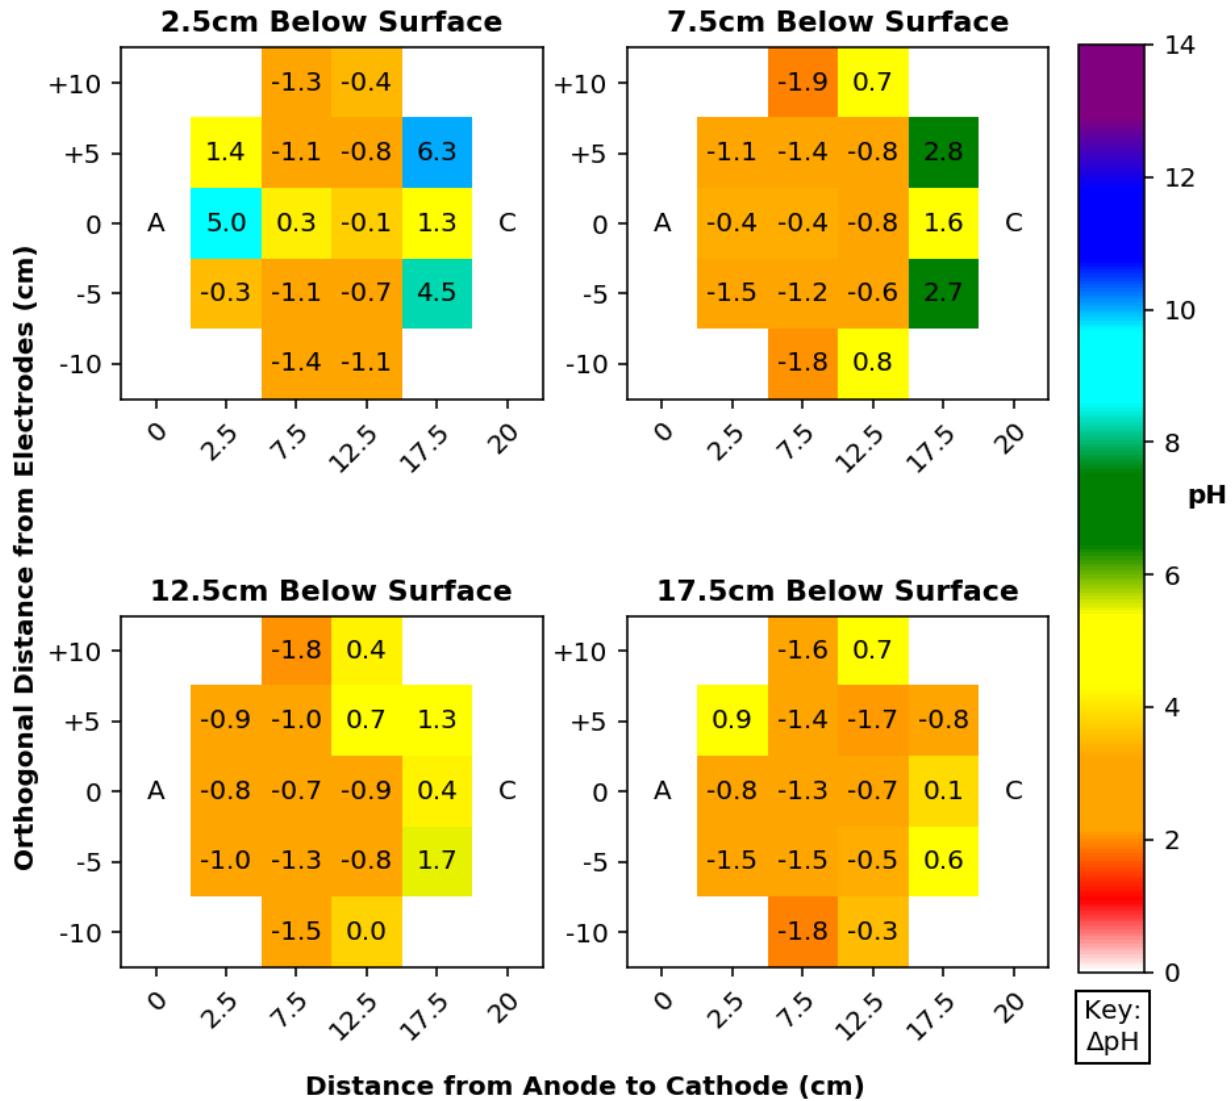 2.5cm Below Surface
+10 -1.3 -0.4
+5 1.4 -1.1 -0.8 6.3
0 A 5.0 0.3 -0.1 1.3 C
-5 -0.3 -1.1 -0.7 4.5
-10 -1.4 -1.1
0 2.5 7.5 12.5 17.5 20
7.5cm Below Surface
+10 -1.9 0.7
+5 -1.1 -1.4 -0.8 2.8
0 A -0.4 -0.4 -0.8 1.6 C
-5 -1.5 -1.2 -0.6 2.7
-10 -1.8 0.8
0 2.5 7.5 12.5 17.5 20
12.5cm Below Surface
+10 -1.8 0.4
+5 -0.9 -1.0 0.7 1.3
0 A -0.8 -0.7 -0.9 0.4 C
-5 -1.0 -1.3 -0.8 1.7
-10 -1.5 0.0
0 2.5 7.5 12.5 17.5 20
17.5cm Below Surface
+10 -1.6 0.7
+5 0.9 -1.4 -1.7 -0.8
0 A -0.8 -1.3 -0.7 0.1 C
-5 -1.5 -1.5 -0.5 0.6
-10 -1.8 -0.3
0 2.5 7.5 12.5 17.5 20
Orthogonal Distance from Electrodes (cm)
Distance from Anode to Cathode (cm)
14
12
10
8
6
4
2
0
pH
Key:
ΔpH